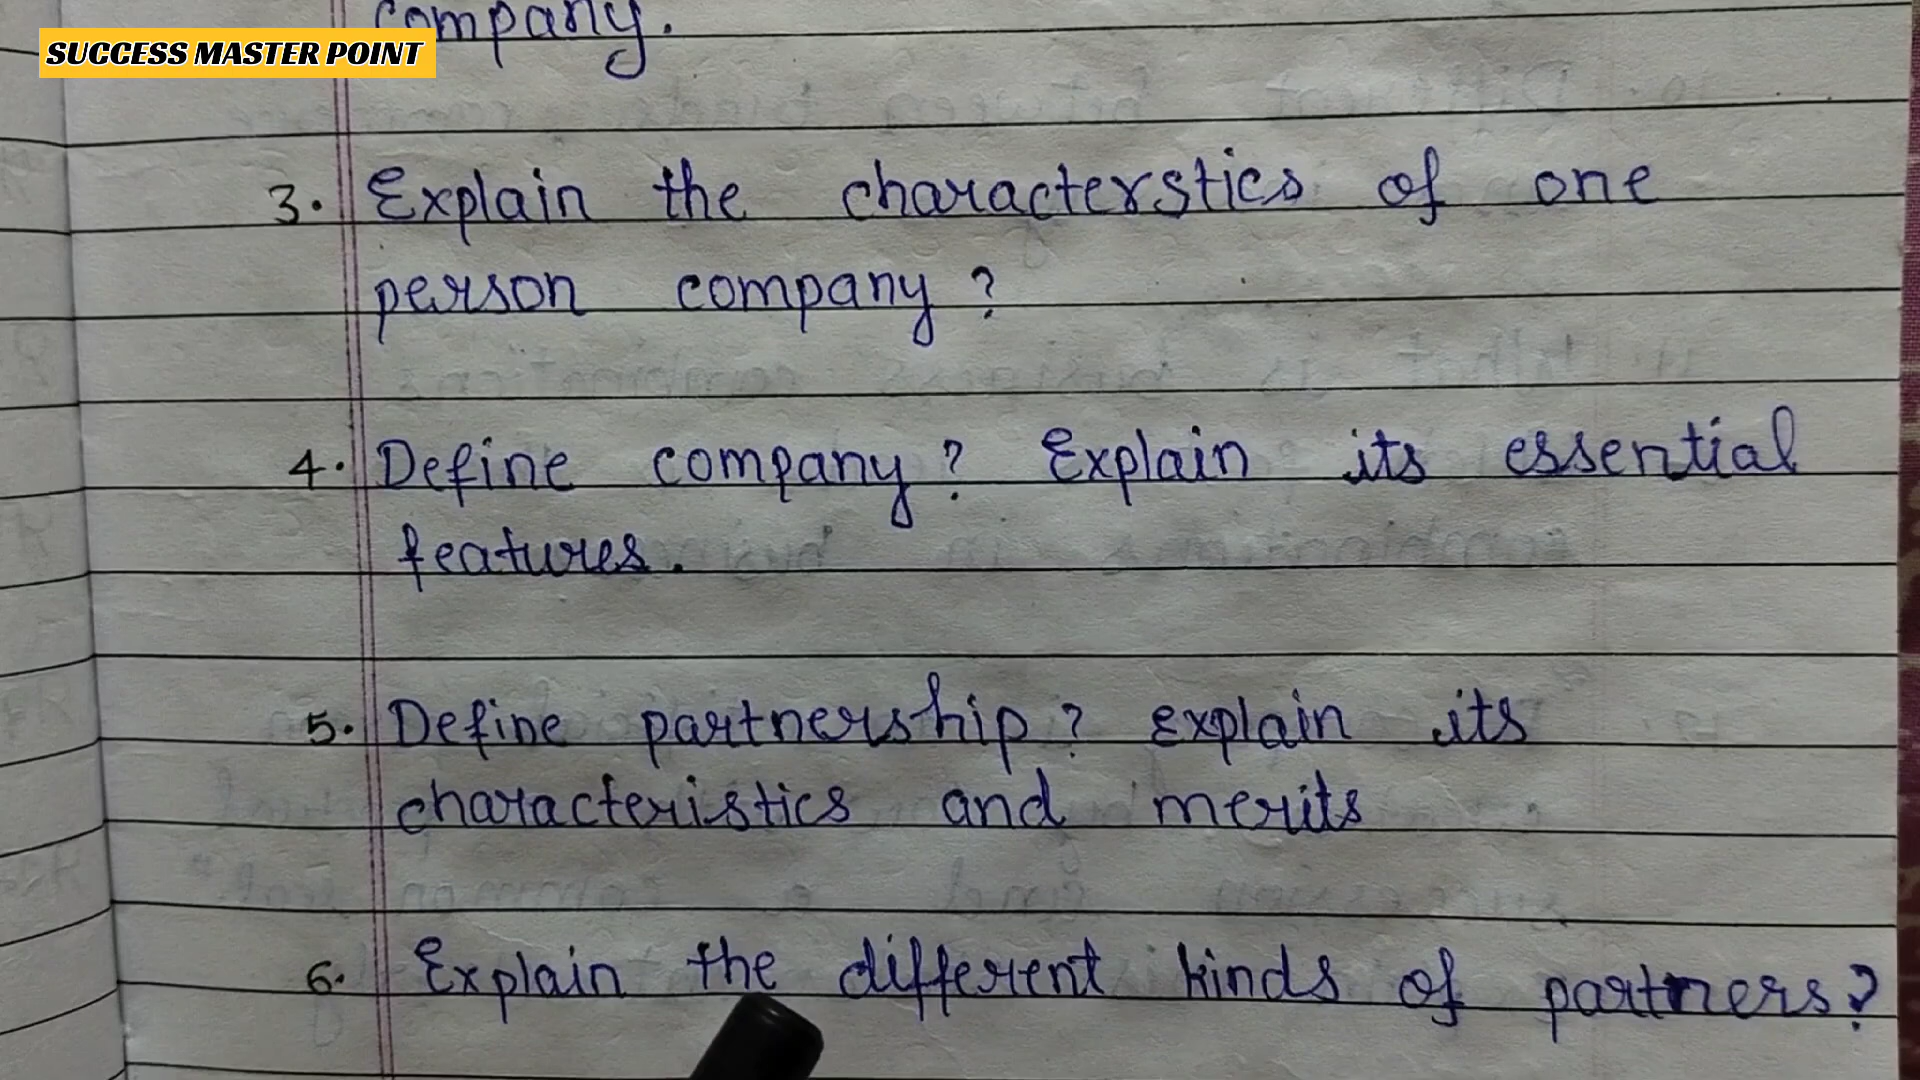 company.
SUCCESS MASTER POINT
3. Explain the characterstics of one
person company?
4. Define company? Explain its essential
features.
5. Define partnership? explain its
characteristics and merits
6. Explain the different kinds of partners?